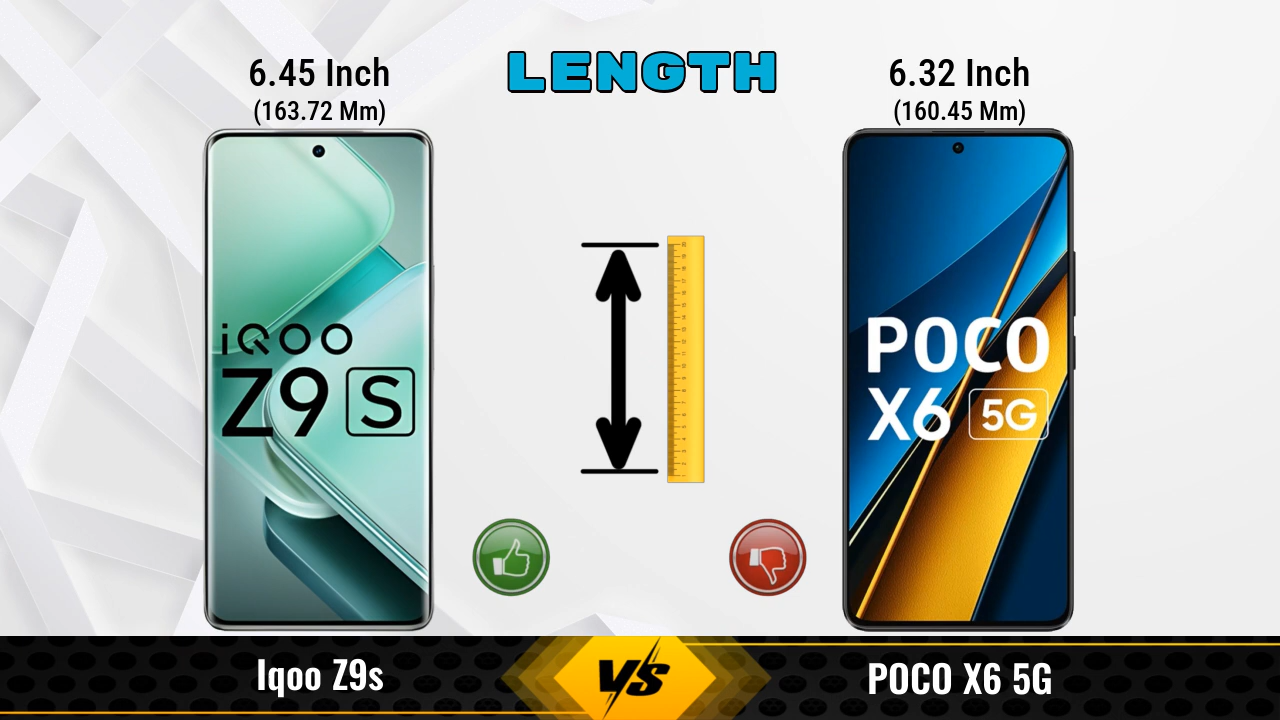 LENGTH
6.45 Inch
(163.72 Mm)
6.32 Inch
(160.45 Mm)
iQOO
Z9 S
POCO
X6 5G
Iqoo Z9s
VS
POCO X6 5G